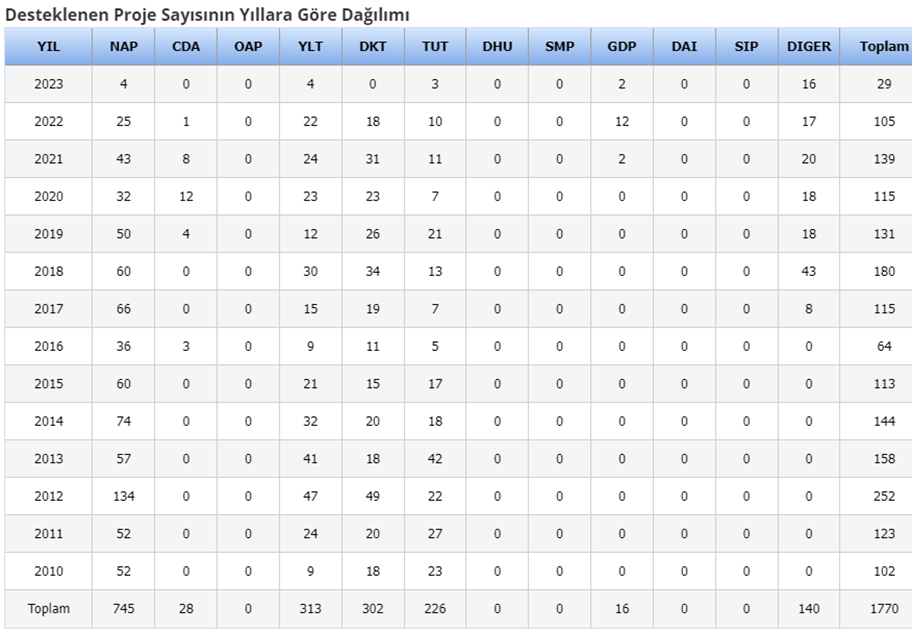 Desteklenen Proje Sayısının Yıllara Göre Dağılımı
YIL NAP CDA OAP YLT DKT TUT DHU SMP GDP DAI SIP DIGER Toplam
2023 4 0 0 4 0 3 0 0 2 0 0 16 29
2022 25 1 0 22 18 10 0 0 12 0 0 17 105
2021 43 8 0 24 31 11 0 0 2 0 0 20 139
2020 32 12 0 23 23 7 0 0 0 0 0 18 115
2019 50 4 0 12 26 21 0 0 0 0 0 18 131
2018 60 0 0 30 34 13 0 0 0 0 0 43 180
2017 66 0 0 15 19 7 0 0 0 0 0 8 115
2016 36 3 0 9 11 5 0 0 0 0 0 0 64
2015 60 0 0 21 15 17 0 0 0 0 0 0 113
2014 74 0 0 32 20 18 0 0 0 0 0 0 144
2013 57 0 0 41 18 42 0 0 0 0 0 0 158
2012 134 0 0 47 49 22 0 0 0 0 0 0 252
2011 52 0 0 24 20 27 0 0 0 0 0 0 123
2010 52 0 0 9 18 23 0 0 0 0 0 0 102
Toplam 745 28 0 313 302 226 0 0 16 0 0 140 1770